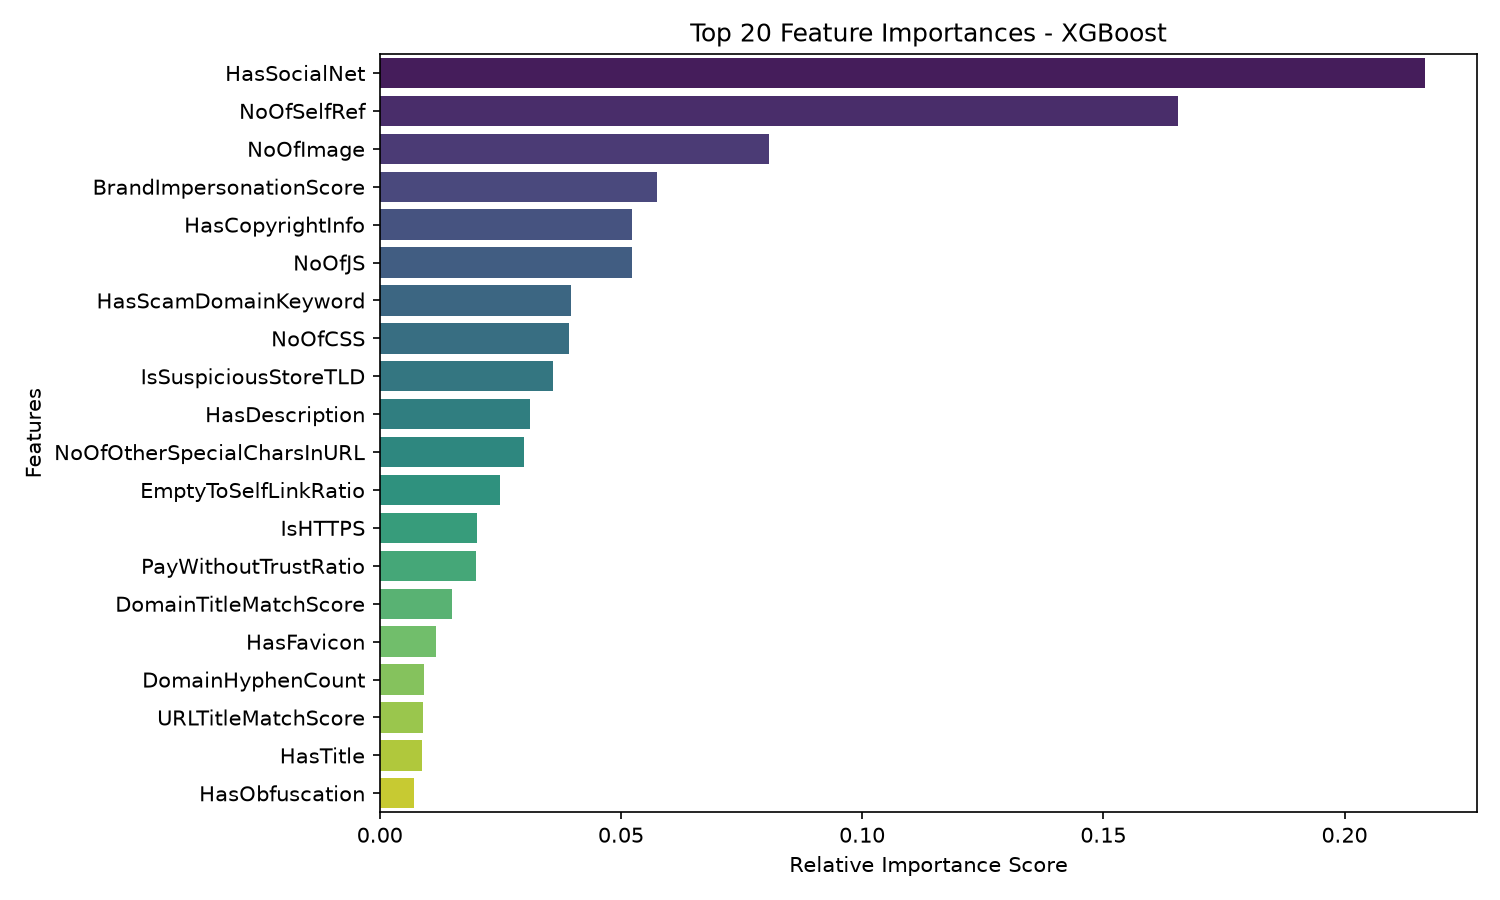 Top 20 Feature Importances - XGBoost
HasSocialNet
NoOfSelfRef
NoOfImage
BrandImpersonationScore
HasCopyrightInfo
NoOfJS
HasScamDomainKeyword
NoOfCSS
IsSuspiciousStoreTLD
HasDescription
NoOfOtherSpecialCharsInURL
EmptyToSelfLinkRatio
IsHTTPS
PayWithoutTrustRatio
DomainTitleMatchScore
HasFavicon
DomainHyphenCount
URLTitleMatchScore
HasTitle
HasObfuscation
Features
0.00 0.05 0.10 0.15 0.20
Relative Importance Score